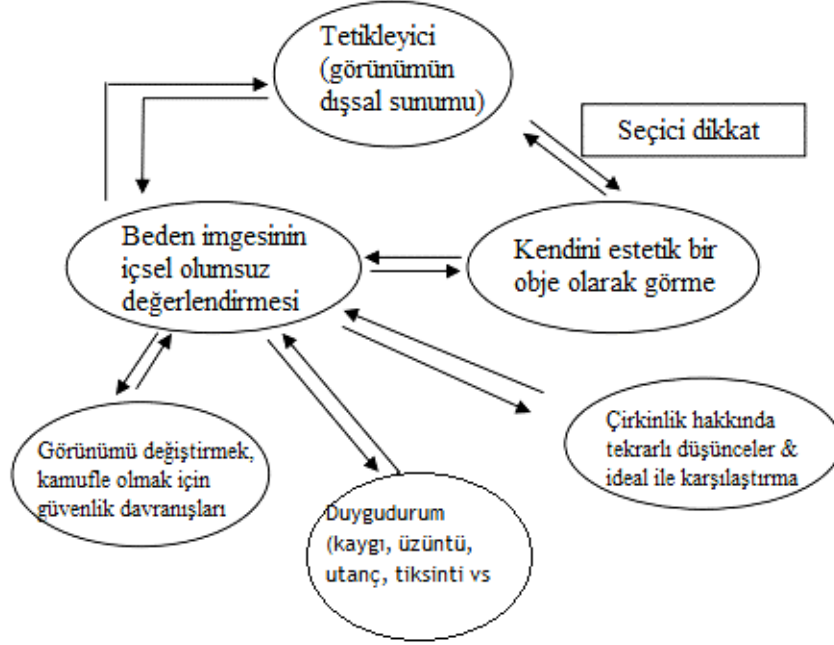 Tetikleyici
(görünümün
dışsal sunumu)
Seçici dikkat
Beden imgesinin
içsel olumsuz
değerlendirmesi
Kendini estetik bir
obje olarak görme
Görünümü değiştirmek,
kamufle olmak için
güvenlik davranışları
Duygudurum
(kaygı, üzüntü,
utanç, tiksinti vs
Çirkinlik hakkında
tekrarlı düşünceler &
ideal ile karşılaştırma